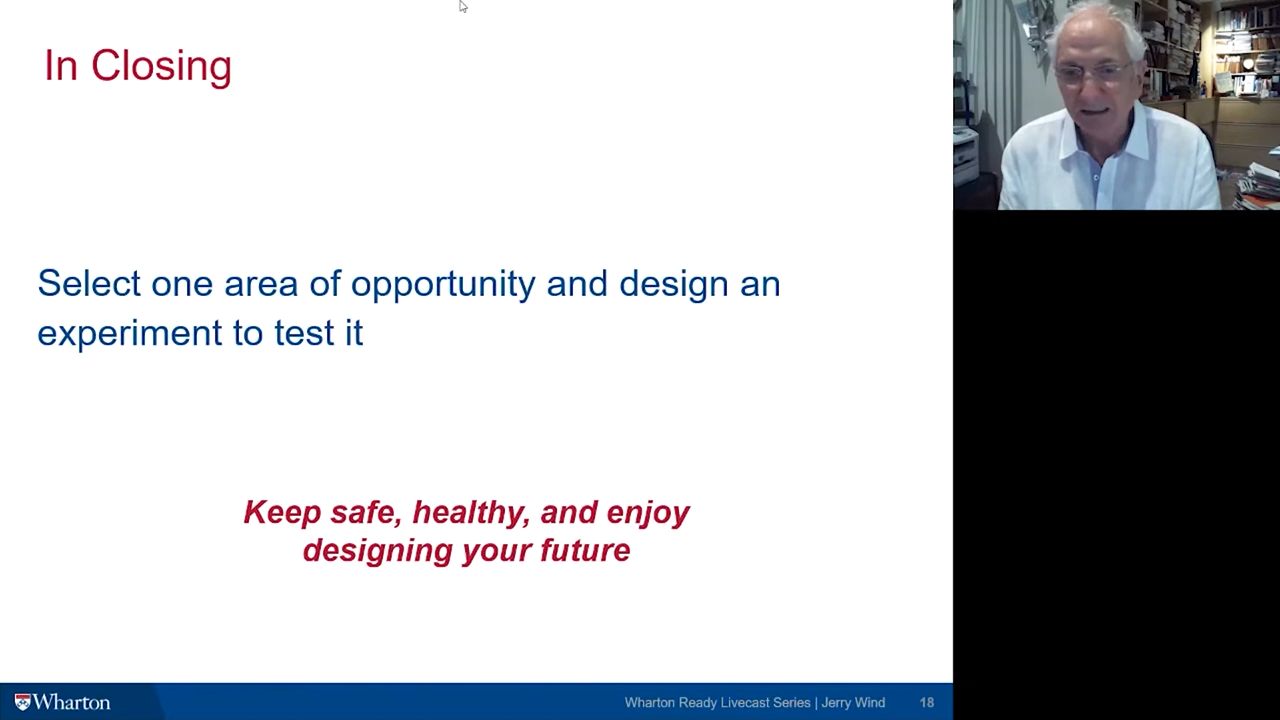 In Closing
Select one area of opportunity and design an
experiment to test it
Keep safe, healthy, and enjoy
designing your future
Wharton
Wharton Ready Livecast Series | Jerry Wind 18